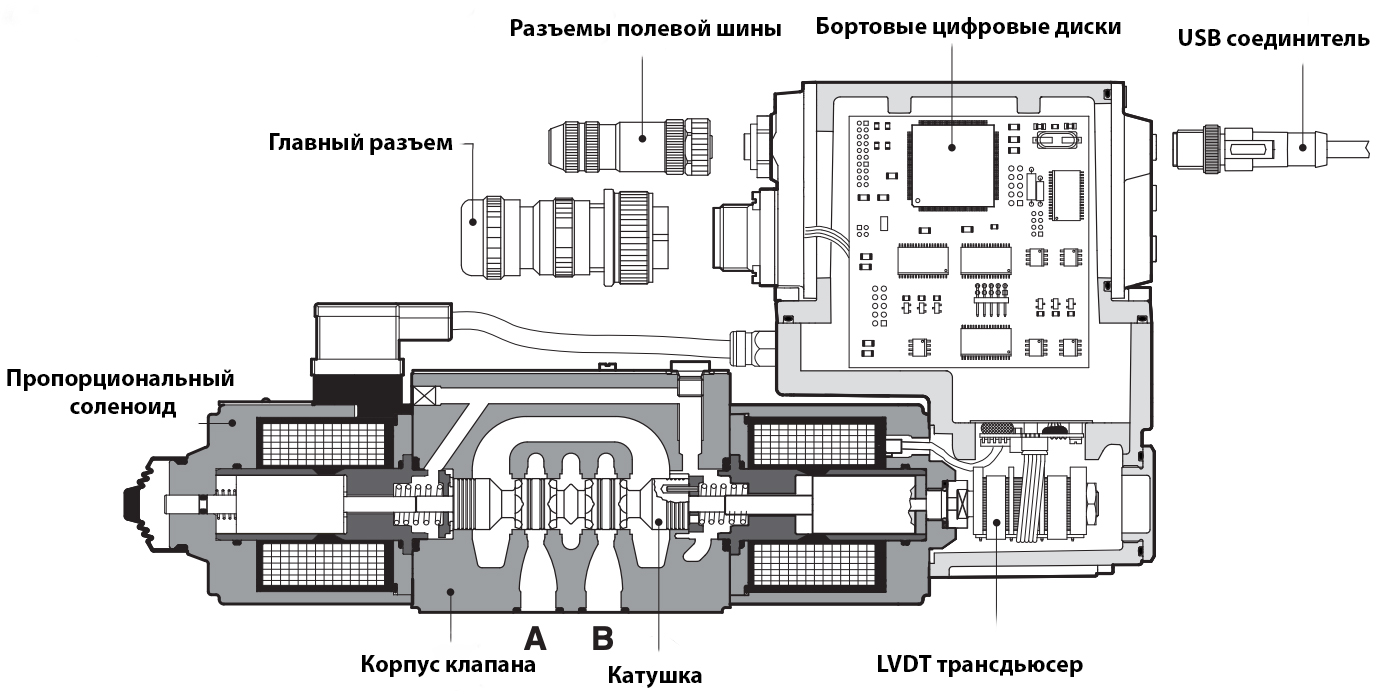 Разъемы полевой шины
Бортовые цифровые диски
USB соединитель
Главный разъем
Пропорциональный
соленоид
A
B
Корпус клапана
Катушка
LVDT трансдьюсер